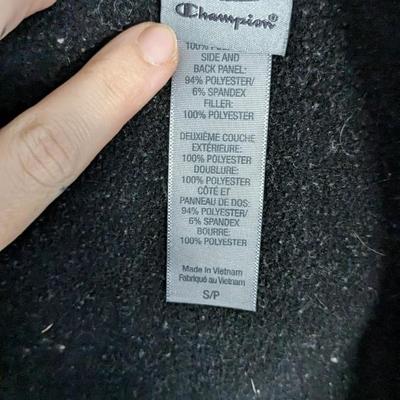 Champion®
100% POLY
SIDE AND
BACK PANEL:
94% POLYESTER/
6% SPANDEX
FILLER:
100% POLYESTER
DEUXIÈME COUCHE
EXTÉRIEURE:
100% POLYESTER
DOUBLURE:
100% POLYESTER
CÔTÉ ET
PANNEAU DE DOS:
94% POLYESTER/
6% SPANDEX
BOURRE:
100% POLYESTER
Made In Vietnam
Fabriqué au Vietnam
S/P